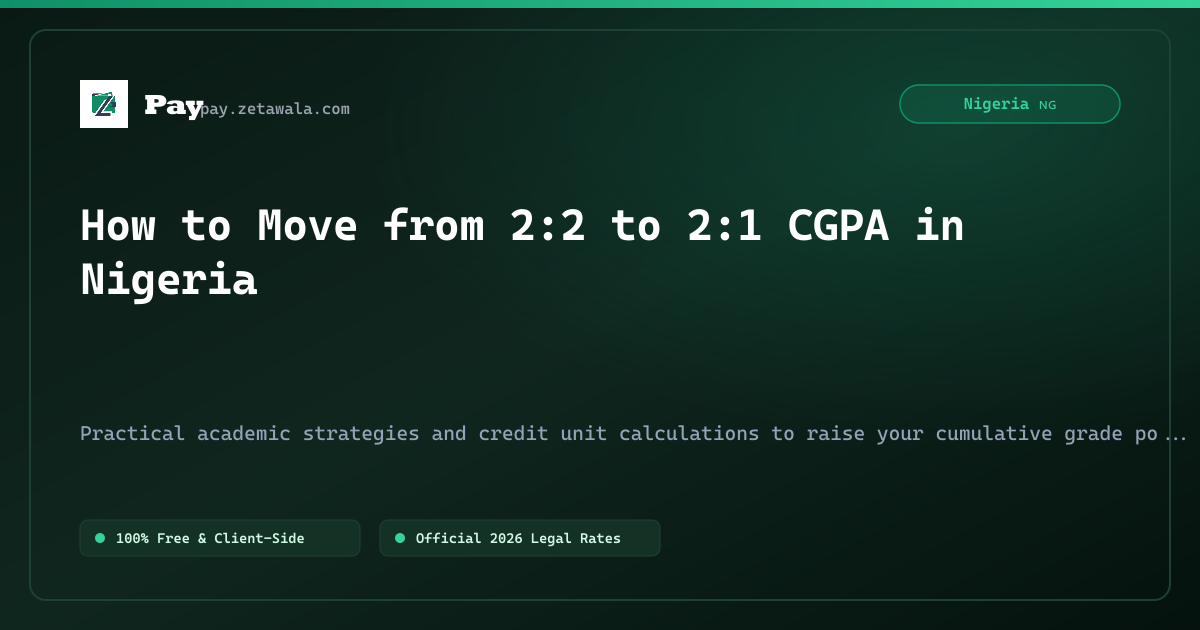 Pay
pay.zetawala.com
Nigeria NG
How to Move from 2:2 to 2:1 CGPA in
Nigeria
Practical academic strategies and credit unit calculations to raise your cumulative grade po...
100% Free & Client-Side
Official 2026 Legal Rates